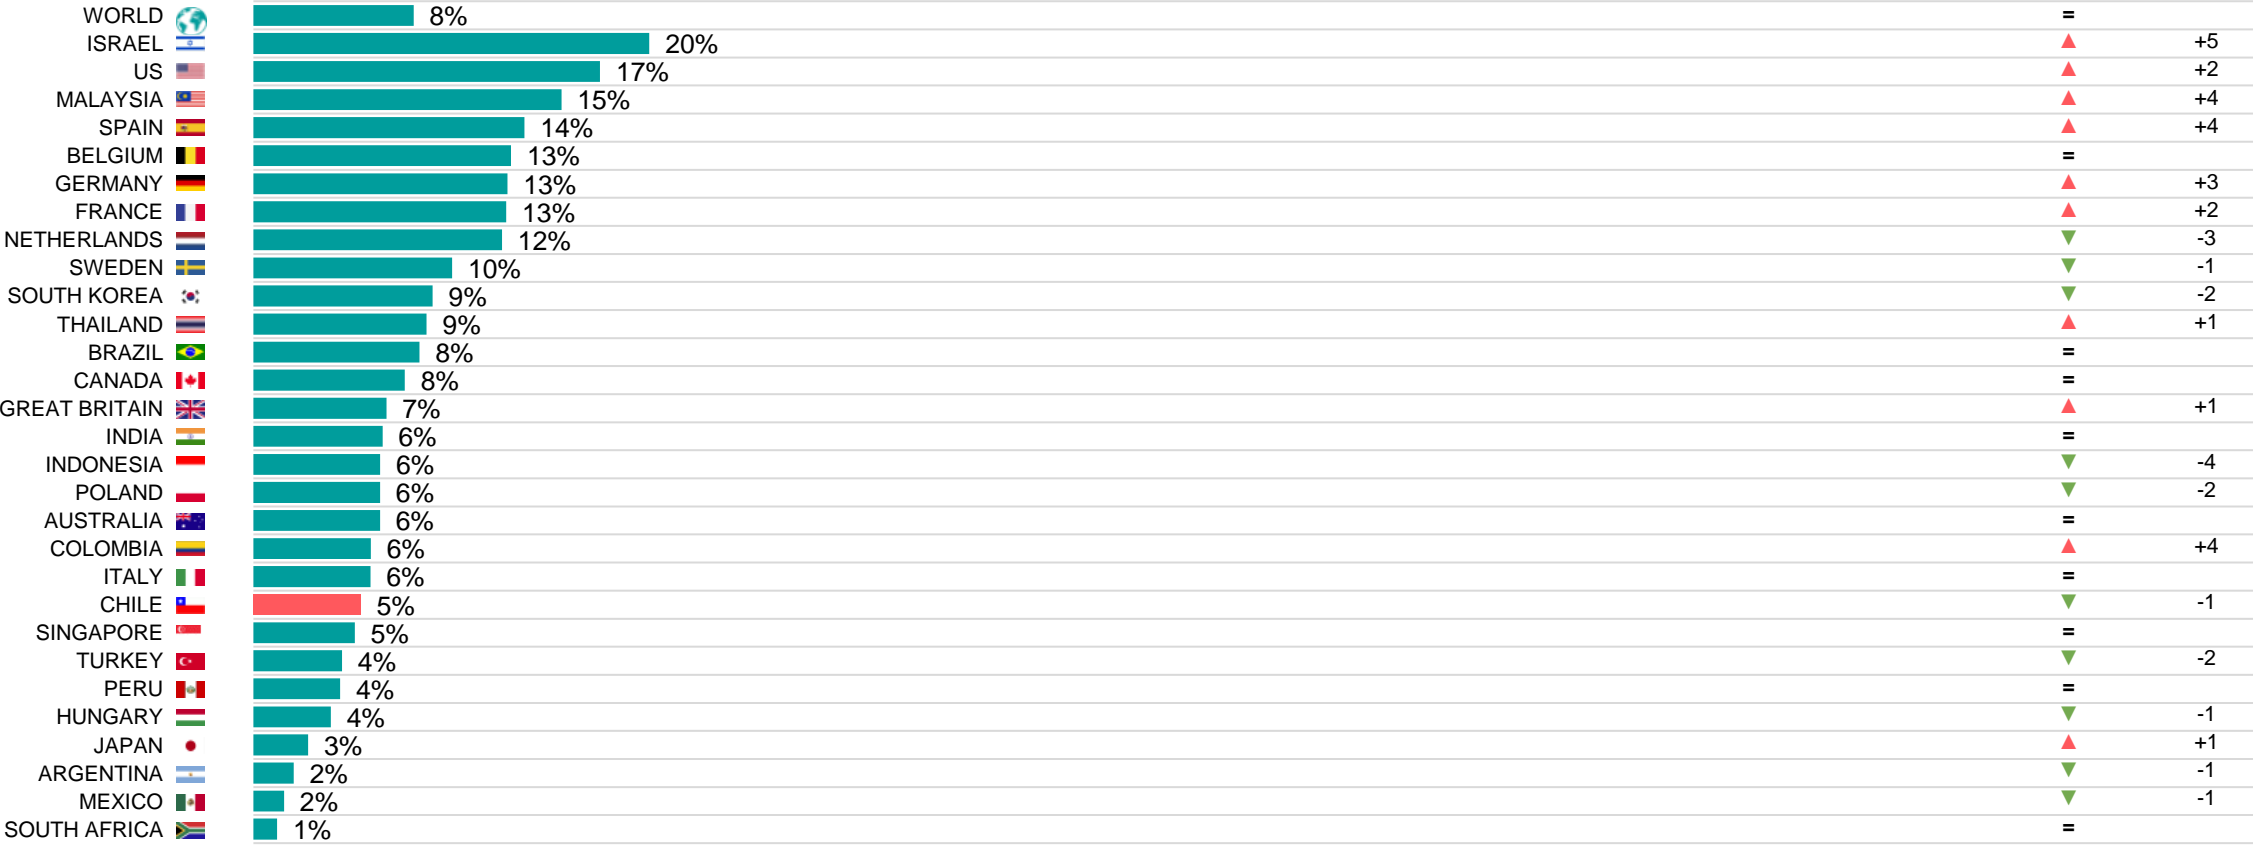 WORLD 8% =
ISRAEL 20% ▲ +5
US 17% ▲ +2
MALAYSIA 15% ▲ +4
SPAIN 14% ▲ +4
BELGIUM 13% =
GERMANY 13% ▲ +3
FRANCE 13% ▲ +2
NETHERLANDS 12% ▼ -3
SWEDEN 10% ▼ -1
SOUTH KOREA 9% ▼ -2
THAILAND 9% ▲ +1
BRAZIL 8% =
CANADA 8% =
GREAT BRITAIN 7% ▲ +1
INDIA 6% =
INDONESIA 6% ▼ -4
POLAND 6% ▼ -2
AUSTRALIA 6% =
COLOMBIA 6% ▲ +4
ITALY 6% =
CHILE 5% ▼ -1
SINGAPORE 5% =
TURKEY 4% ▼ -2
PERU 4% =
HUNGARY 4% ▼ -1
JAPAN 3% ▲ +1
ARGENTINA 2% ▼ -1
MEXICO 2% ▼ -1
SOUTH AFRICA 1% =